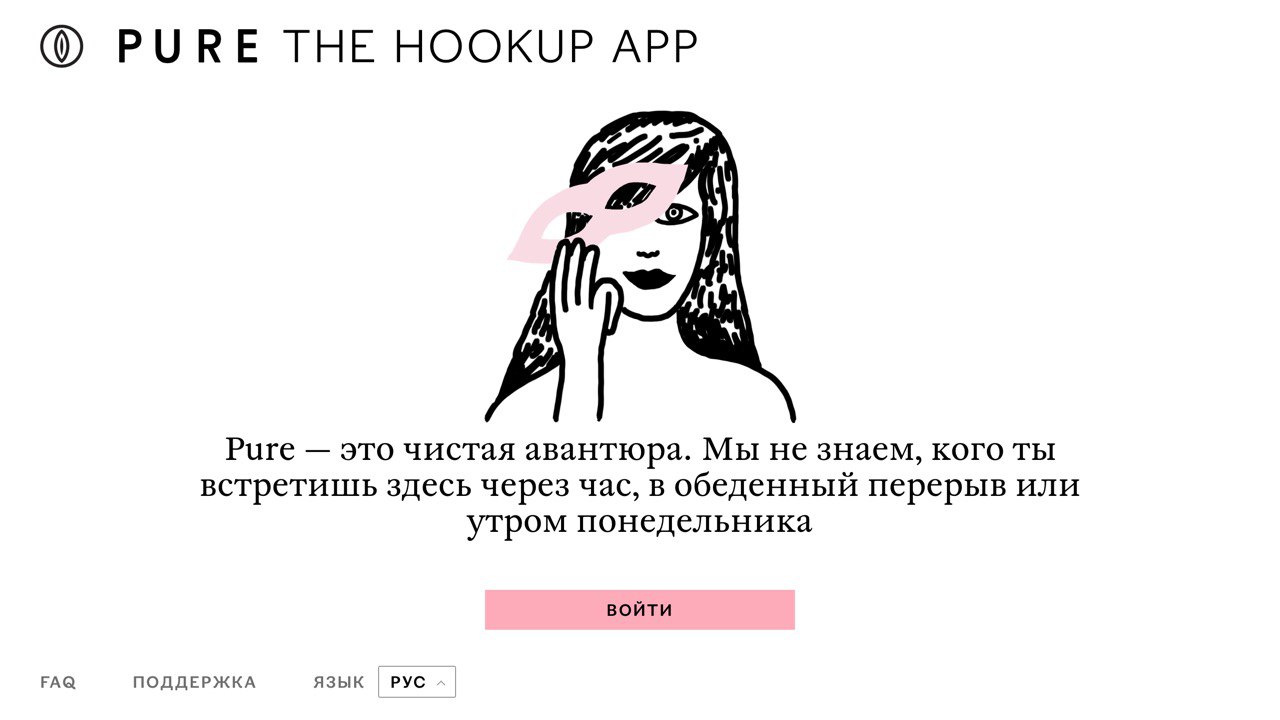 PURE THE HOOKUP APP
Pure — это чистая авантюра. Мы не знаем, кого ты
встретишь здесь через час, в обеденный перерыв или
утром понедельника
ВОЙТИ
FAQ ПОДДЕРЖКА ЯЗЫК РУС